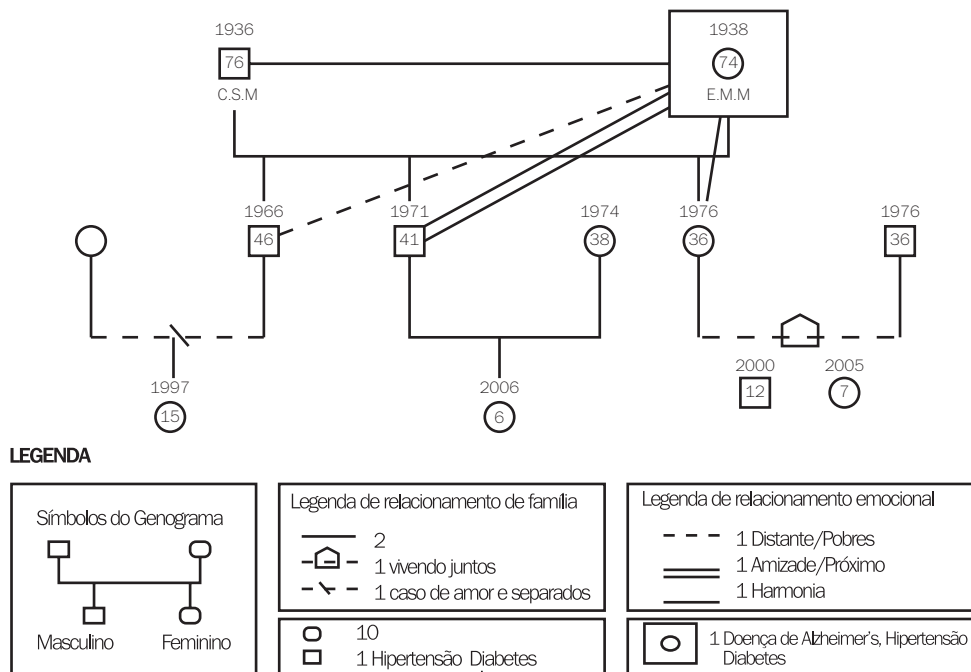 1936
1938
76
74
C.S.M
E.M.M
1966
1971
1974
1976
1976
46
41
38
36
36
1997
2006
2000
2005
15
6
12
7
LEGENDA
Símbolos do Genograma
Masculino
Feminino
Legenda de relacionamento de família
2
1 vivendo juntos
1 caso de amor e separados
10
1 Hipertensão Diabetes
Legenda de relacionamento emocional
1 Distante/Pobres
1 Amizade/Próximo
1 Harmonia
1 Doença de Alzheimer's, Hipertensão
Diabetes